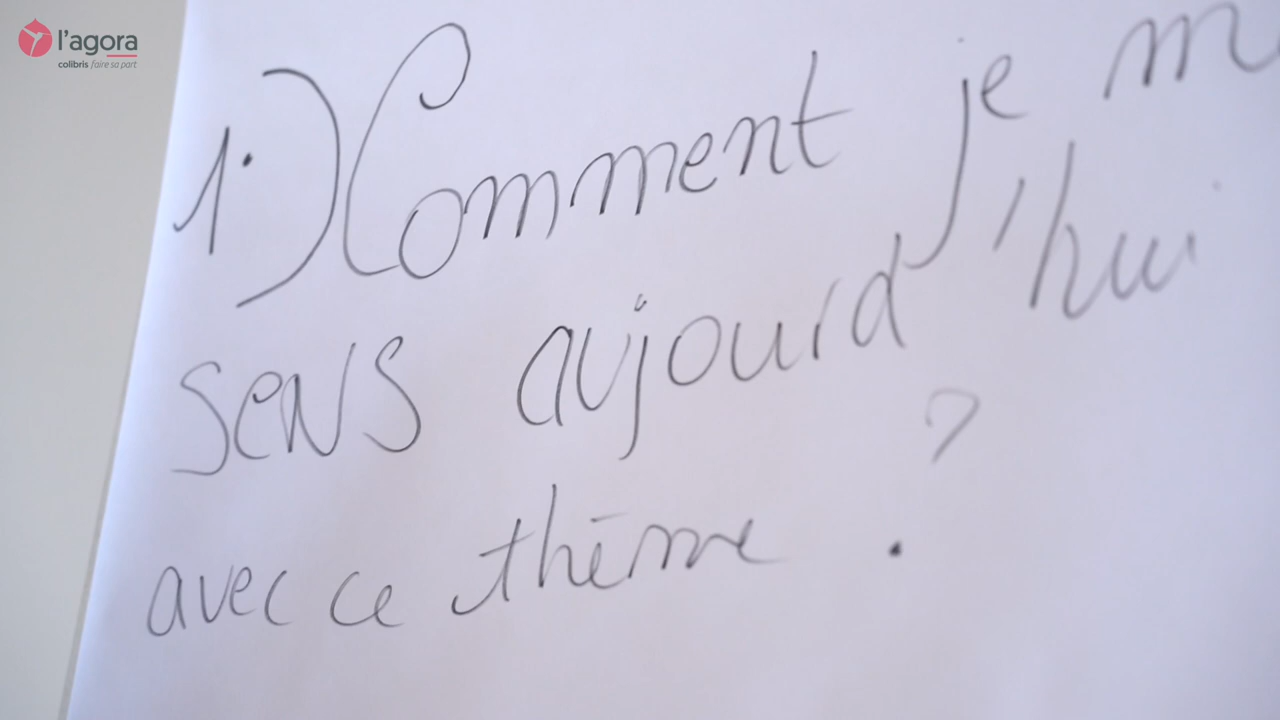 l'agora
colibris faire sa part
1.) Comment je m
sens aujourd'hui
avec ce thème ?